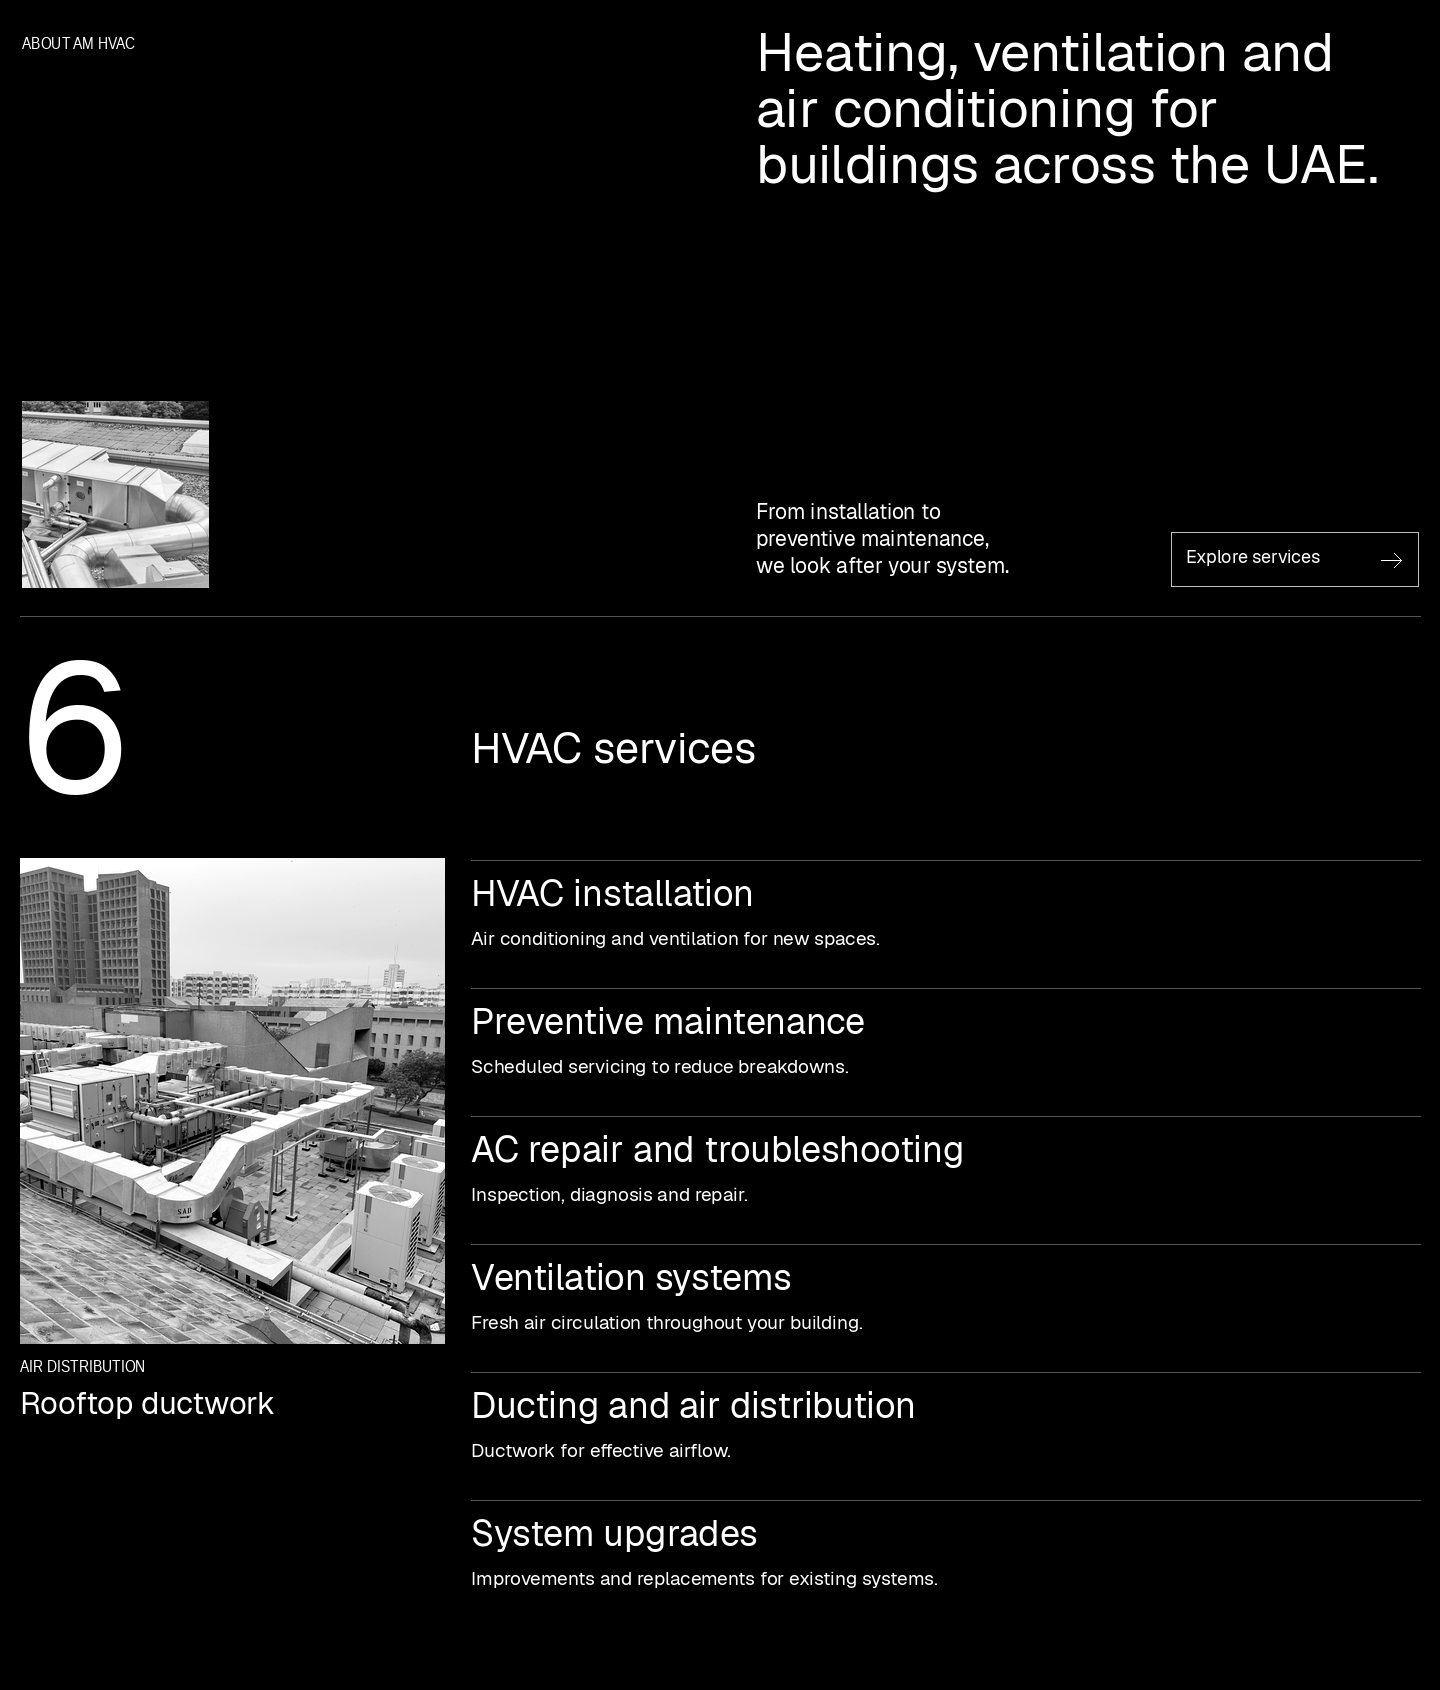 ABOUT AM HVAC
Heating, ventilation and
air conditioning for
buildings across the UAE.
From installation to
preventive maintenance,
we look after your system.
Explore services
6
HVAC services
HVAC installation
Air conditioning and ventilation for new spaces.
Preventive maintenance
Scheduled servicing to reduce breakdowns.
AC repair and troubleshooting
Inspection, diagnosis and repair.
Ventilation systems
Fresh air circulation throughout your building.
Ducting and air distribution
Ductwork for effective airflow.
System upgrades
Improvements and replacements for existing systems.
SAD
AIR DISTRIBUTION
Rooftop ductwork